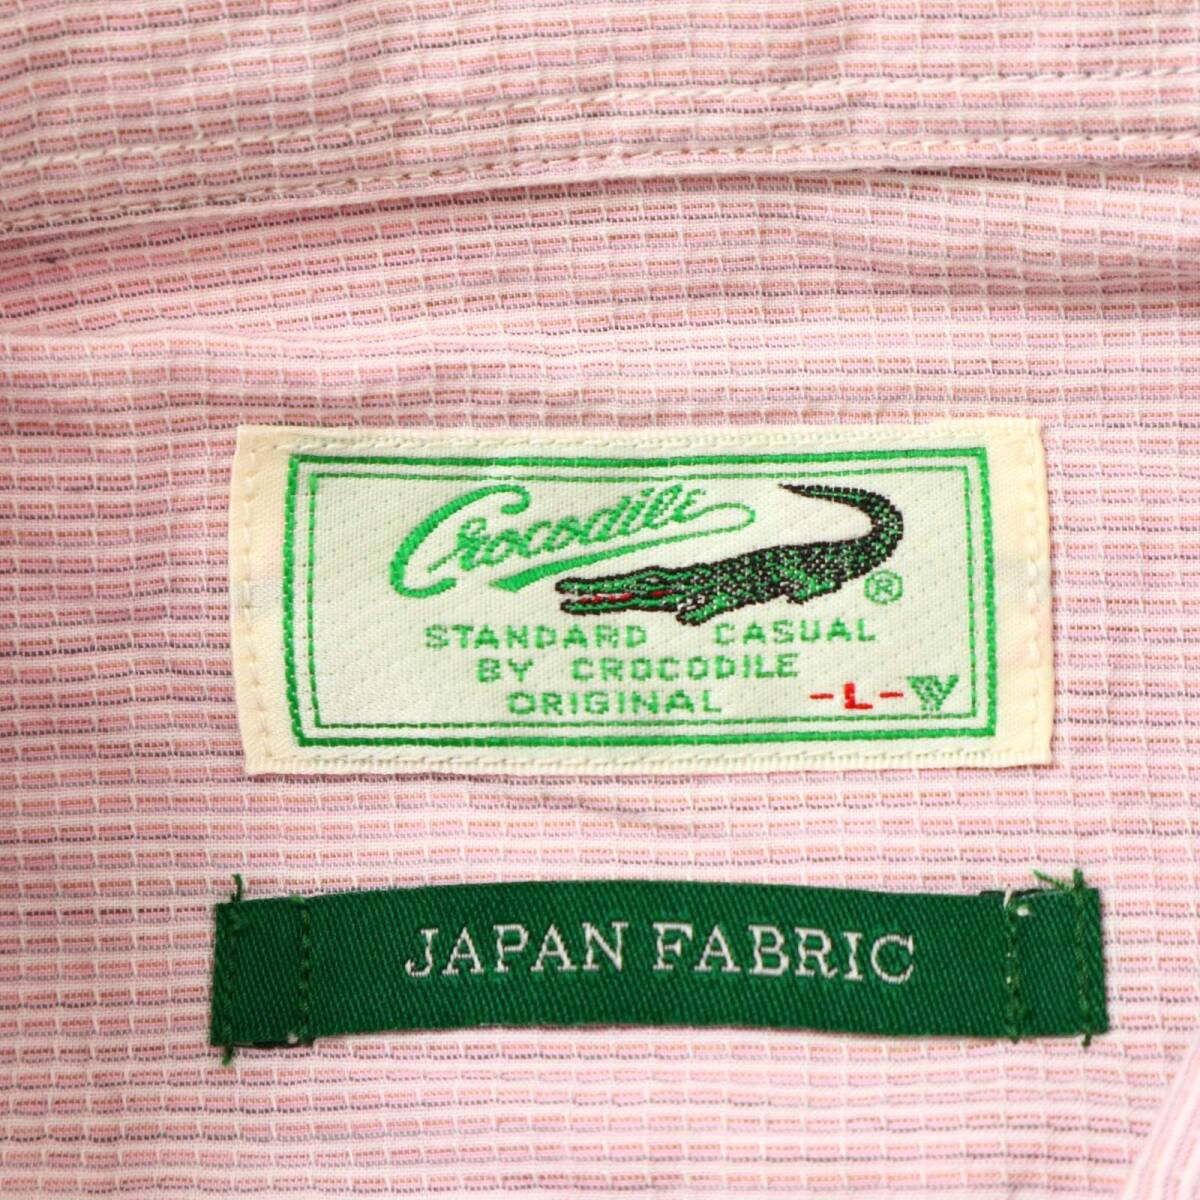 Crocodile
®
STANDARD CASUAL
BY CROCODILE
ORIGINAL
-L-W
JAPAN FABRIC